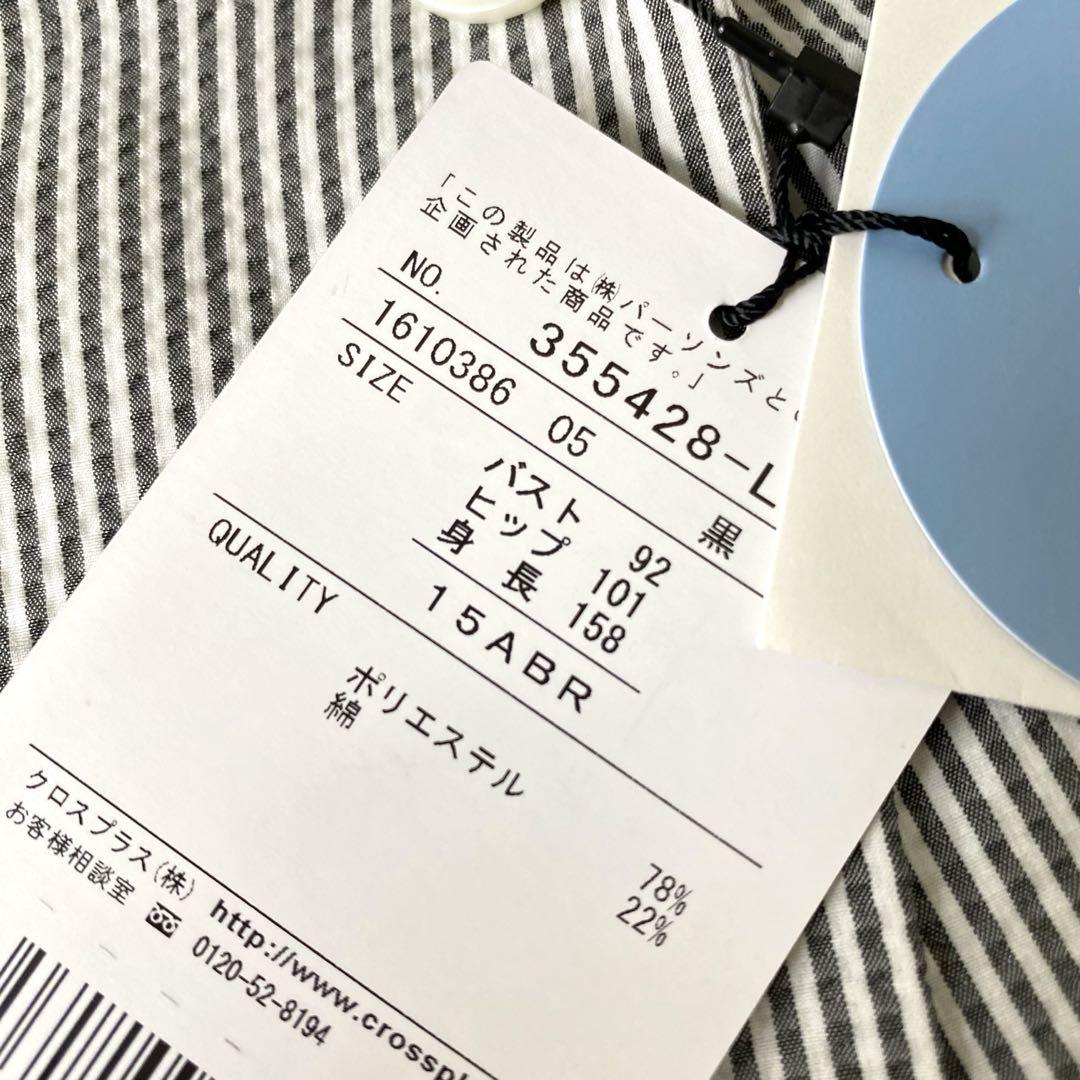 「この製品は㈱パーソンズと
企画された商品です。」
NO. 355428-L
1610386 05 黒
SIZE
バスト 92
ヒップ 101
身長 158
15ABR
QUALITY
ポリエステル 78%
綿 22%
クロスプラス(株) http://www.crosspl
お客様相談室 0120-52-8194